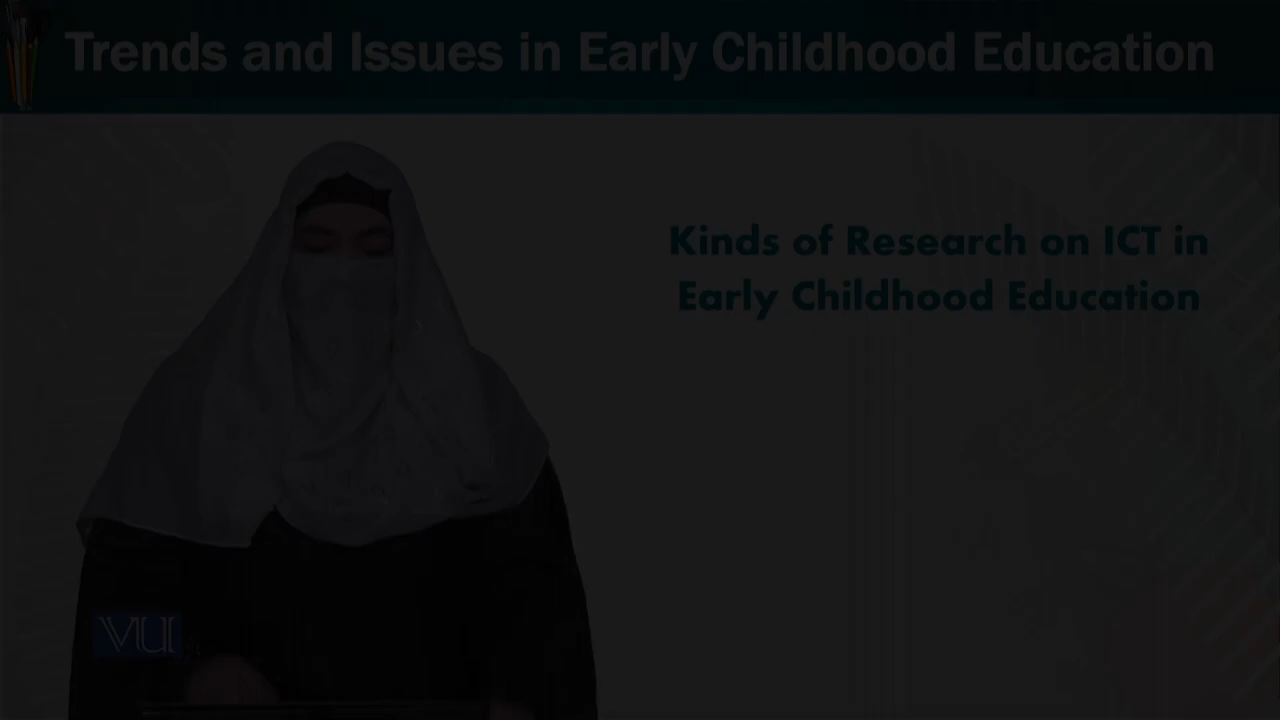 Trends and Issues in Early Childhood Education
Kinds of Research on ICT in
Early Childhood Education
VU